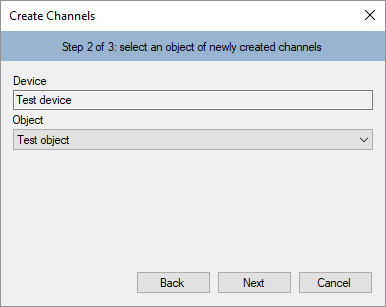 Create Channels
Step 2 of 3: select an object of newly created channels
Device
Test device
Object
Test object
Back Next Cancel